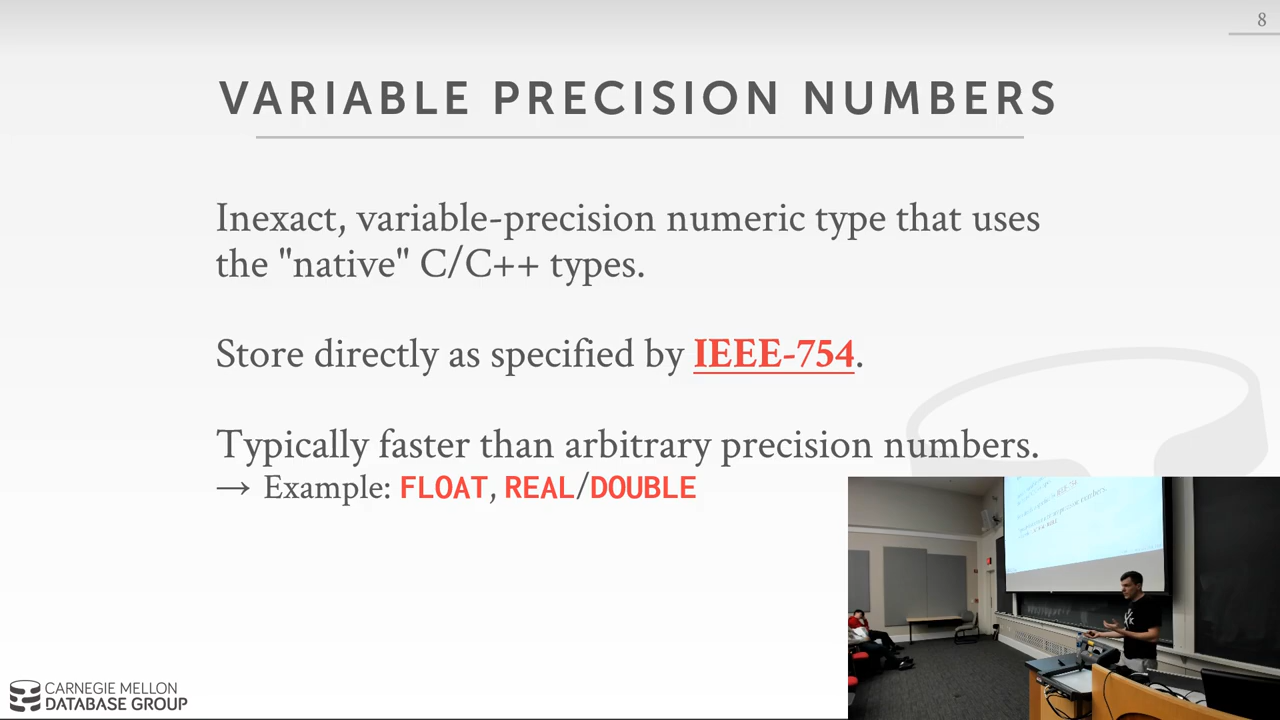 8
VARIABLE PRECISION NUMBERS
Inexact, variable-precision numeric type that uses
the "native" C/C++ types.
Store directly as specified by IEEE-754.
Typically faster than arbitrary precision numbers.
→ Example: FLOAT, REAL/DOUBLE
CARNEGIE MELLON
DATABASE GROUP